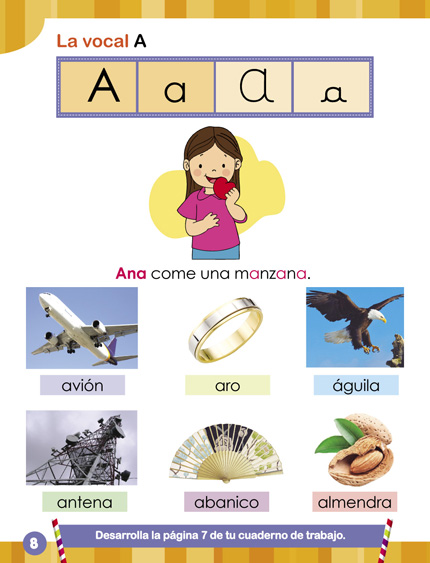 La vocal A
A a A a
Ana come una manzana.
avión aro águila
antena abanico almendra
8 Desarrolla la página 7 de tu cuaderno de trabajo.